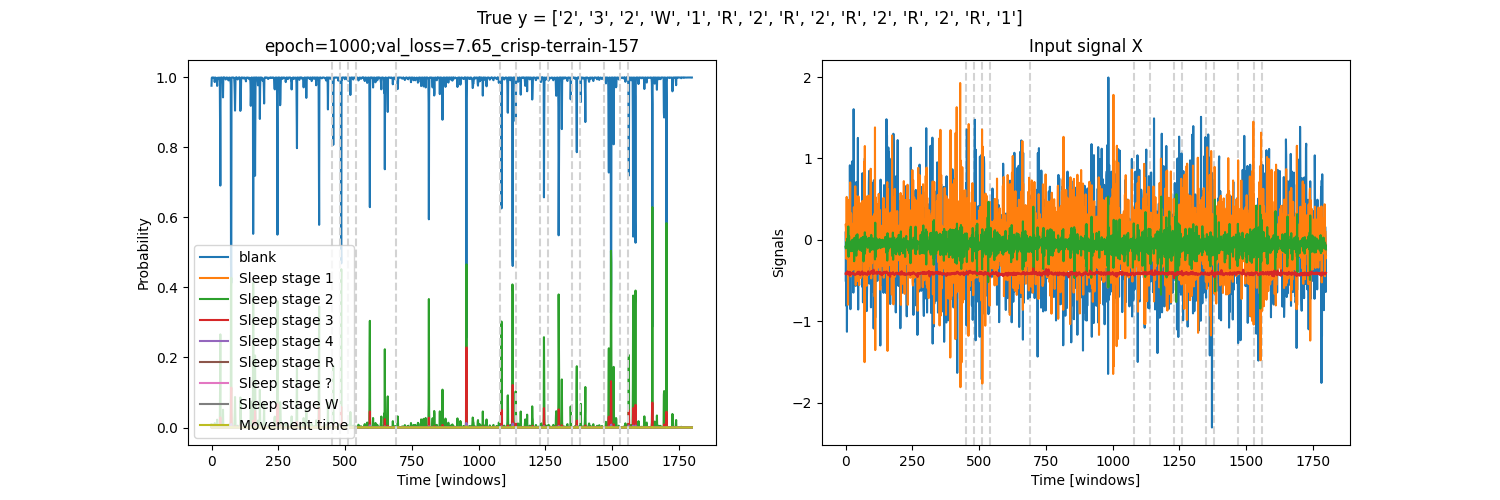 True y = ['2', '3', '2', 'W', '1', 'R', '2', 'R', '2', 'R', '2', 'R', '2', 'R', '1']
epoch=1000;val_loss=7.65_crisp-terrain-157
Probability
1.0
0.8
0.6
0.4
0.2
0.0
blank
Sleep stage 1
Sleep stage 2
Sleep stage 3
Sleep stage 4
Sleep stage R
Sleep stage ?
Sleep stage W
Movement time
0 250 500 750 1000 1250 1500 1750
Time [windows]
Input signal X
Signals
2
1
0
−1
−2
0 250 500 750 1000 1250 1500 1750
Time [windows]